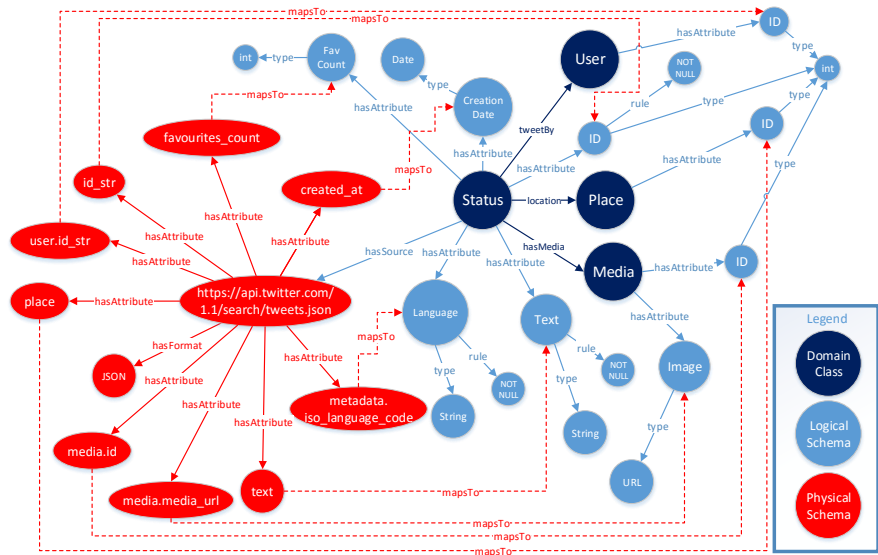 mapsTo
mapsTo
ID
hasAttribute
type
int
type
Fav
Count
Date
User
NOT
NULL
int
type
Creation
Date
rule
type
type
hasAttribute
mapsTo
tweetBy
ID
ID
favourites_count
hasAttribute
mapsTo
hasAttribute
hasAttribute
hasAttribute
type
id_str
created_at
Status
location
Place
hasAttribute
user.id_str
hasAttribute
hasAttribute
hasSource
hasAttribute
hasAttribute
hasMedia
Media
hasAttribute
ID
hasAttribute
place
hasAttribute
https://api.twitter.com/
1.1/search/tweets.json
Language
Text
hasAttribute
mapsTo
hasFormat
JSON
hasAttribute
hasAttribute
rule
type
rule
type
NOT
NULL
NOT
NULL
Image
hasAttribute
hasAttribute
metadata.
iso_language_code
String
String
type
media.id
URL
media.media_url
text
mapsTo
mapsTo
mapsTo
mapsTo
Legend
Domain
Class
Logical
Schema
Physical
Schema